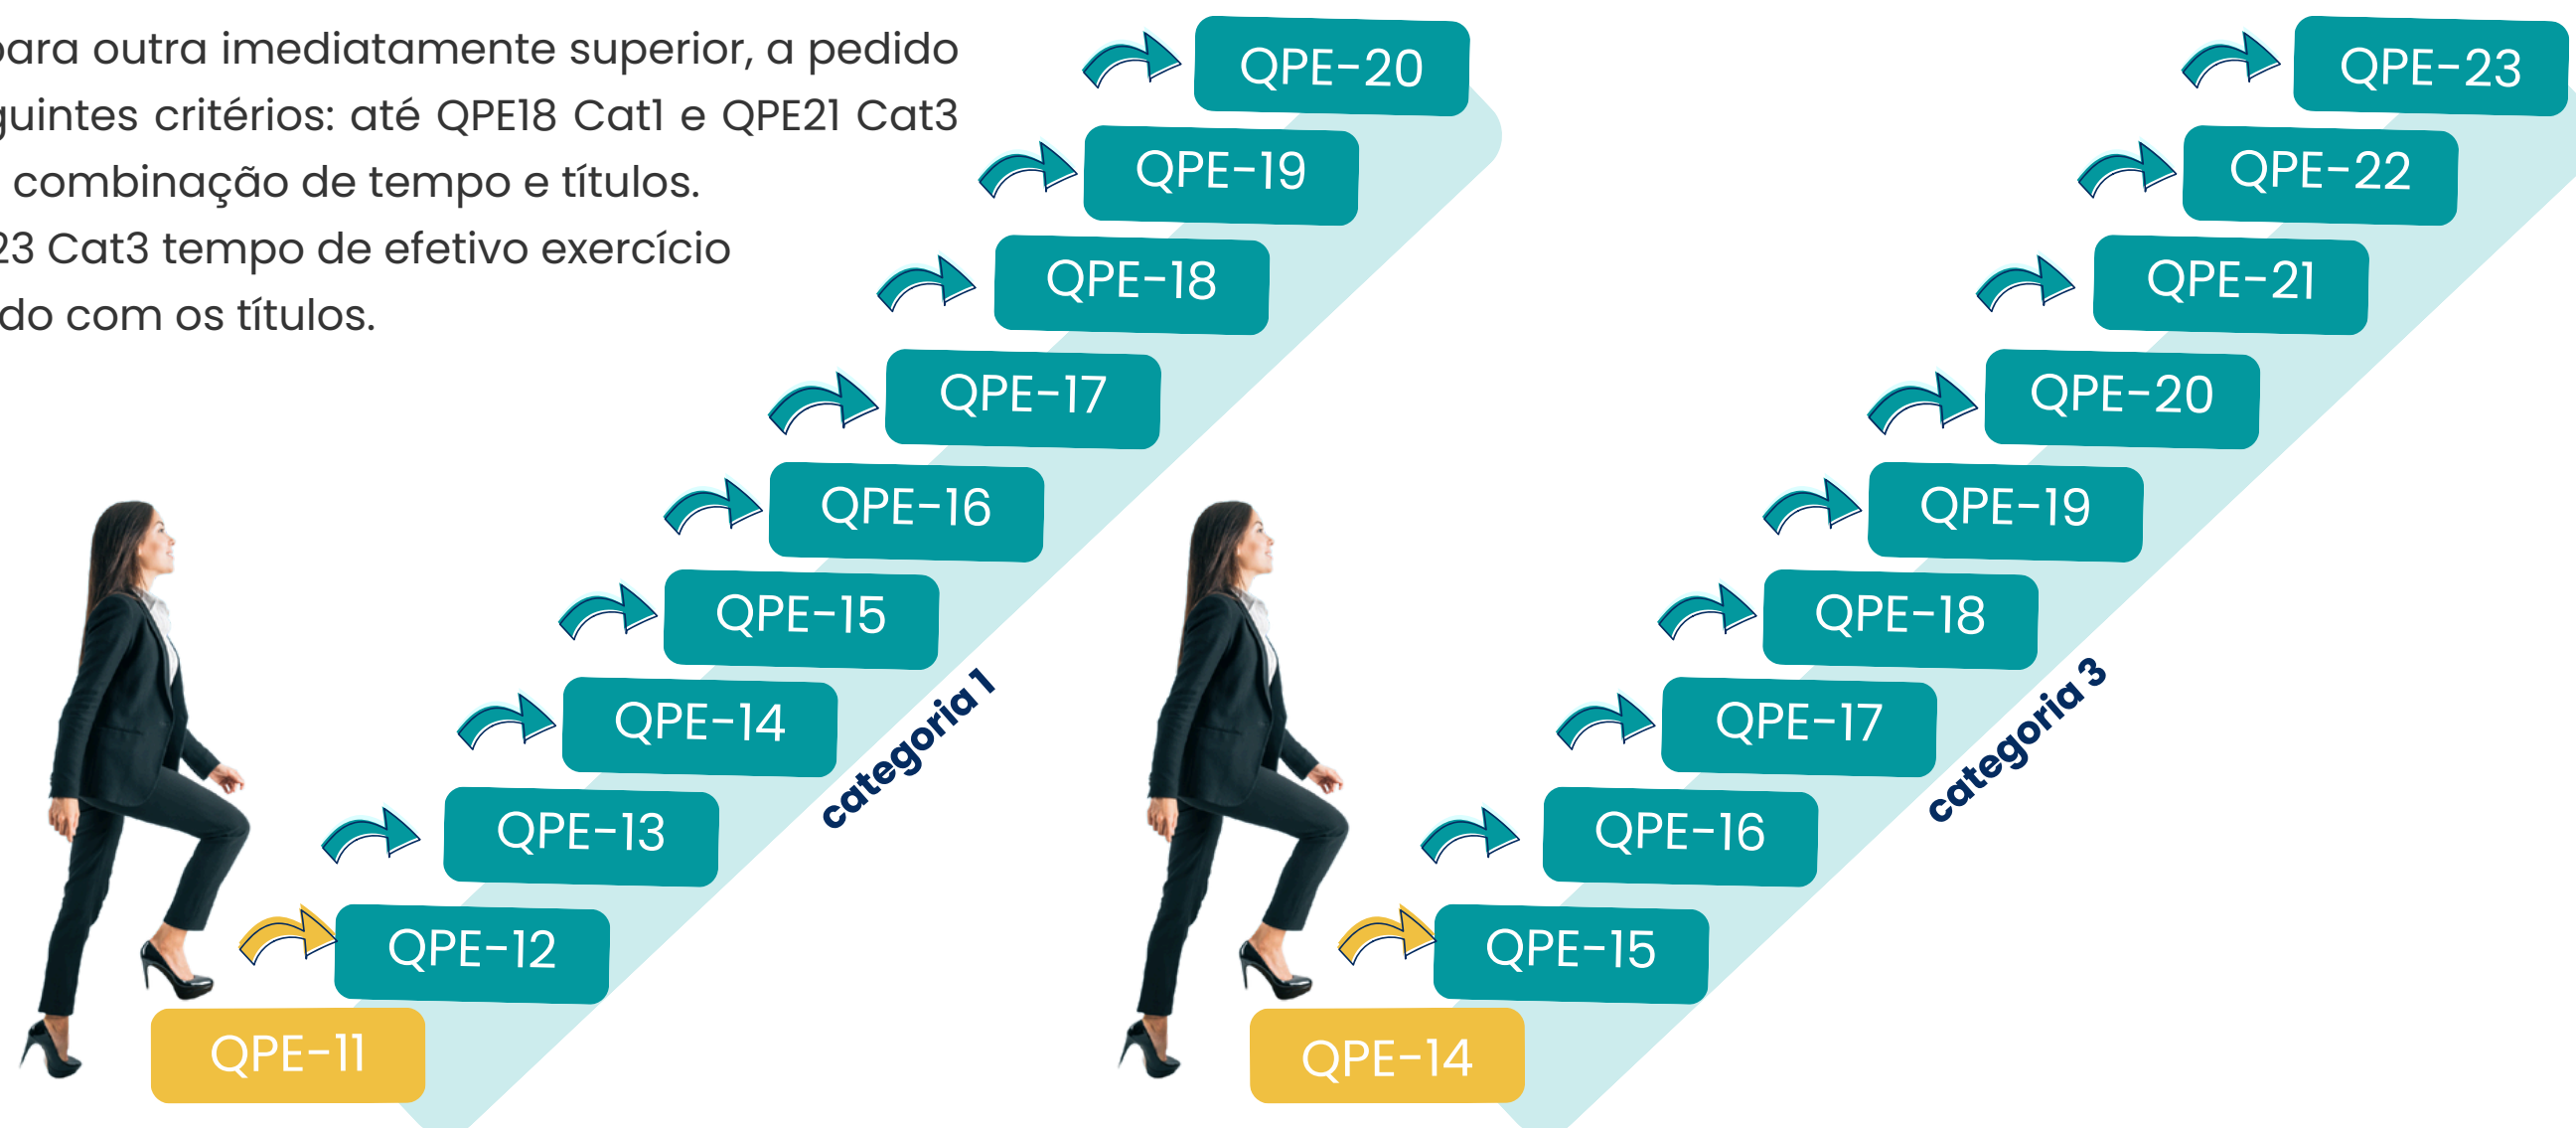 para outra imediatamente superior, a pedido
guintes critérios: até QPE18 Cat1 e QPE21 Cat3
combinação de tempo e títulos.
23 Cat3 tempo de efetivo exercício
do com os títulos.
QPE-20
QPE-19
QPE-18
QPE-17
QPE-16
QPE-15
QPE-14
QPE-13
QPE-12
QPE-11
categoria 1
QPE-23
QPE-22
QPE-21
QPE-20
QPE-19
QPE-18
QPE-17
QPE-16
QPE-15
QPE-14
categoria 3